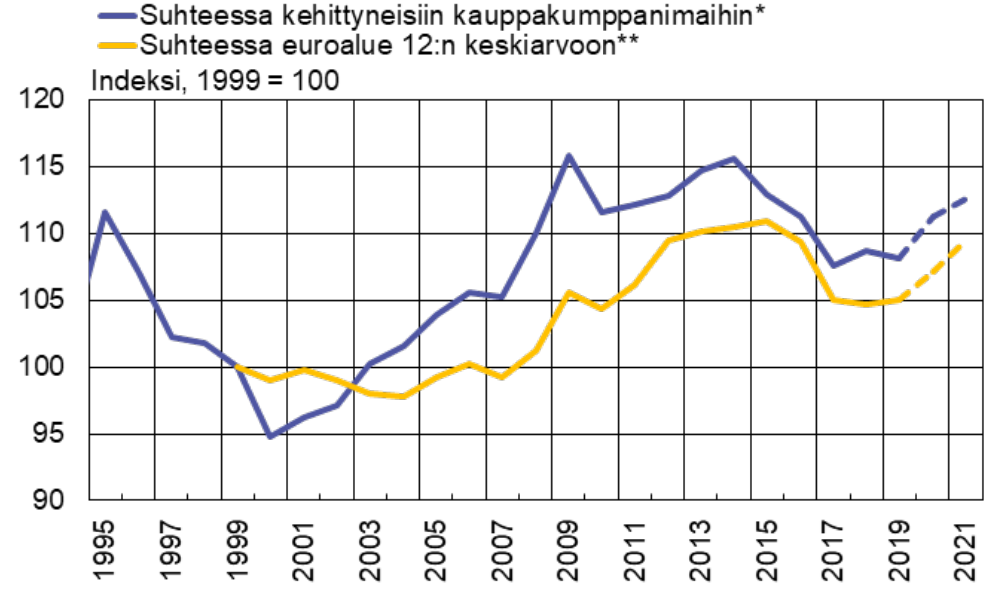 Suhteessa kehittyneisiin kauppakumppanimaihin*
Suhteessa euroalue 12:n keskiarvoon**
Indeksi, 1999 = 100
120
115
110
105
100
95
90
1995 1997 1999 2001 2003 2005 2007 2009 2011 2013 2015 2017 2019 2021